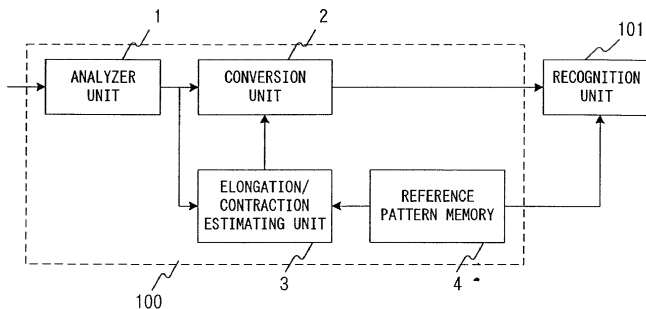 1
2
101
ANALYZER
UNIT
CONVERSION
UNIT
RECOGNITION
UNIT
ELONGATION/
CONTRACTION
ESTIMATING UNIT
REFERENCE
PATTERN MEMORY
100
3
4